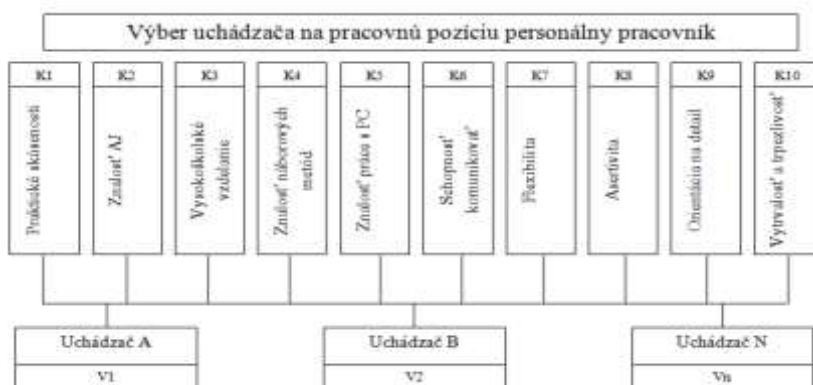 Výber uchádzača na pracovnú pozíciu personálny pracovník
K1
Praktické skúsenosti
K2
Znalosť AJ
K3
Vysokoškolské
vzdelanie
K4
Znalosť náborových
metód
K5
Znalosť práce s PC
K6
Schopnosť
komunikovať
K7
Flexibilita
K8
Asertivita
K9
Orientácia na detail
K10
Vytrvalosť a trpezlivosť
Uchádzač A
V1
Uchádzač B
V2
Uchádzač N
Vn